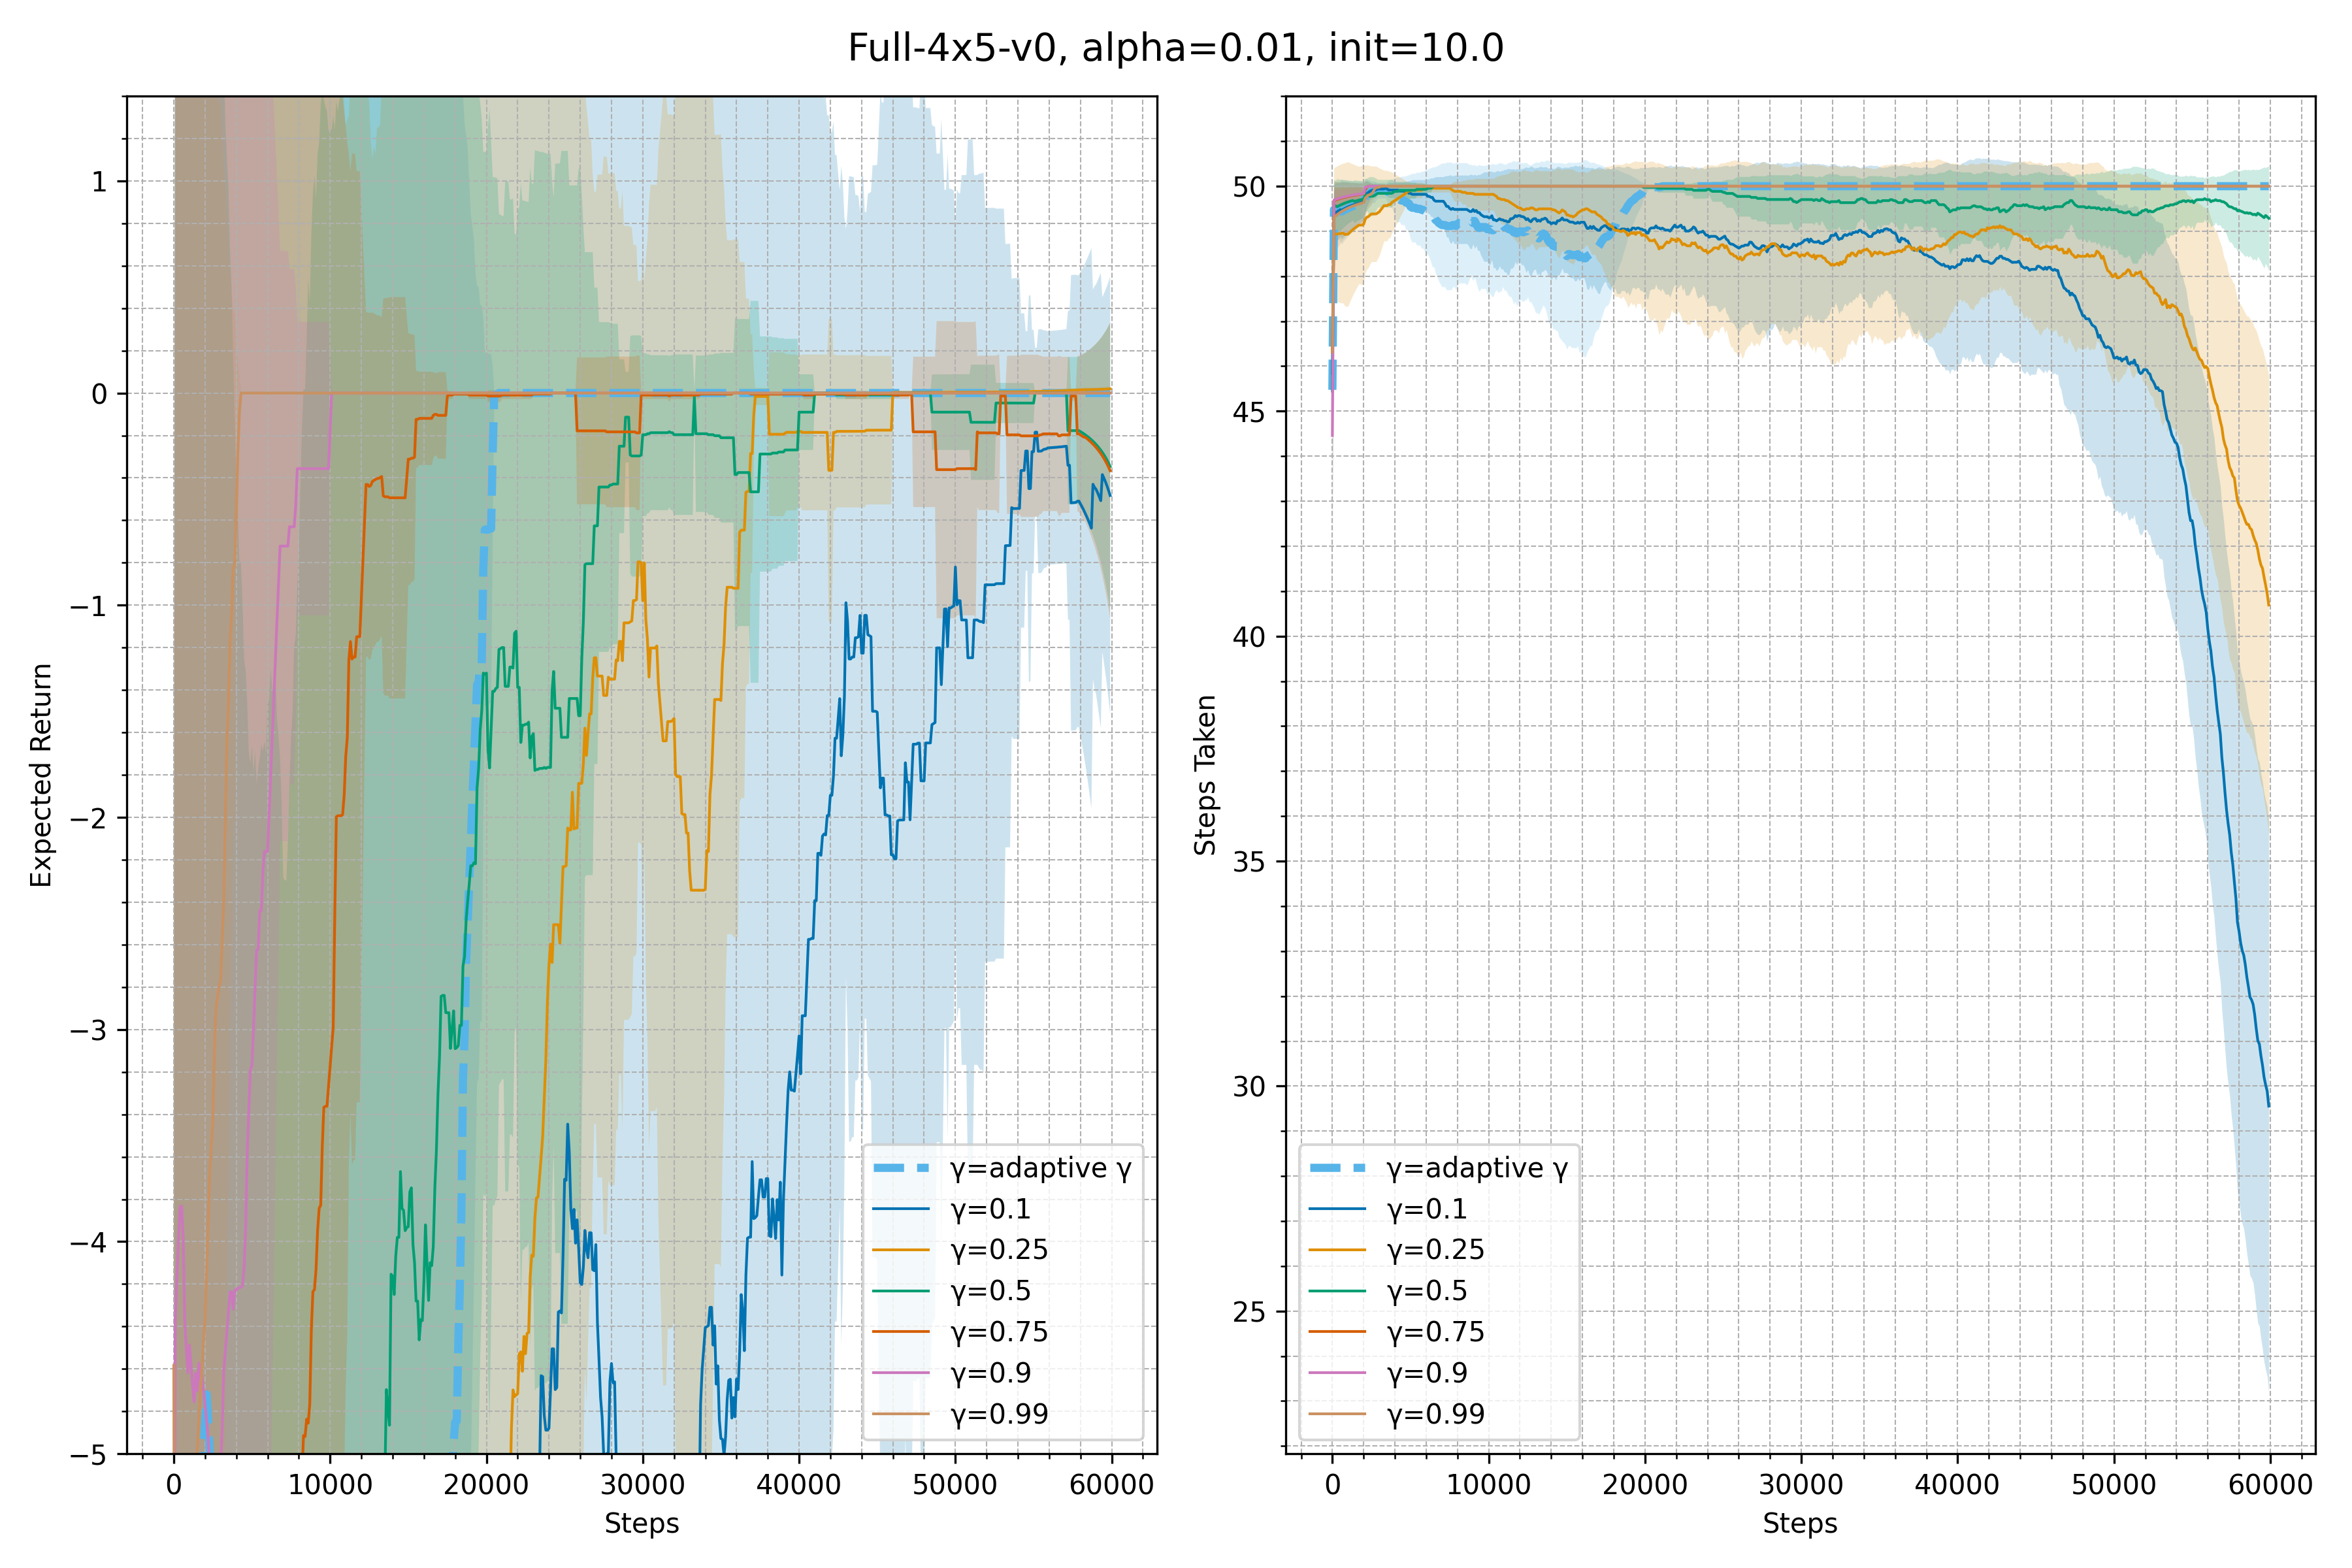 Full-4x5-v0, alpha=0.01, init=10.0
Expected Return
1
0
−1
−2
−3
−4
−5
0 10000 20000 30000 40000 50000 60000
Steps
γ=adaptive γ
γ=0.1
γ=0.25
γ=0.5
γ=0.75
γ=0.9
γ=0.99
Steps Taken
50
45
40
35
30
25
0 10000 20000 30000 40000 50000 60000
Steps
γ=adaptive γ
γ=0.1
γ=0.25
γ=0.5
γ=0.75
γ=0.9
γ=0.99